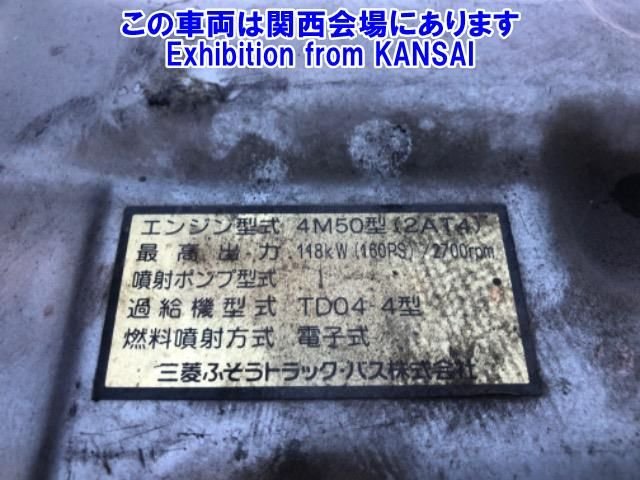 この車両は関西会場にあります
Exhibition from KANSAI
エンジン型式 4M50型(2AT4)
最高出力 118kW(160PS)/2700rpm
噴射ポンプ型式 |
過給機型式 TD04-4型
燃料噴射方式 電子式
三菱ふそうトラック・バス株式会社